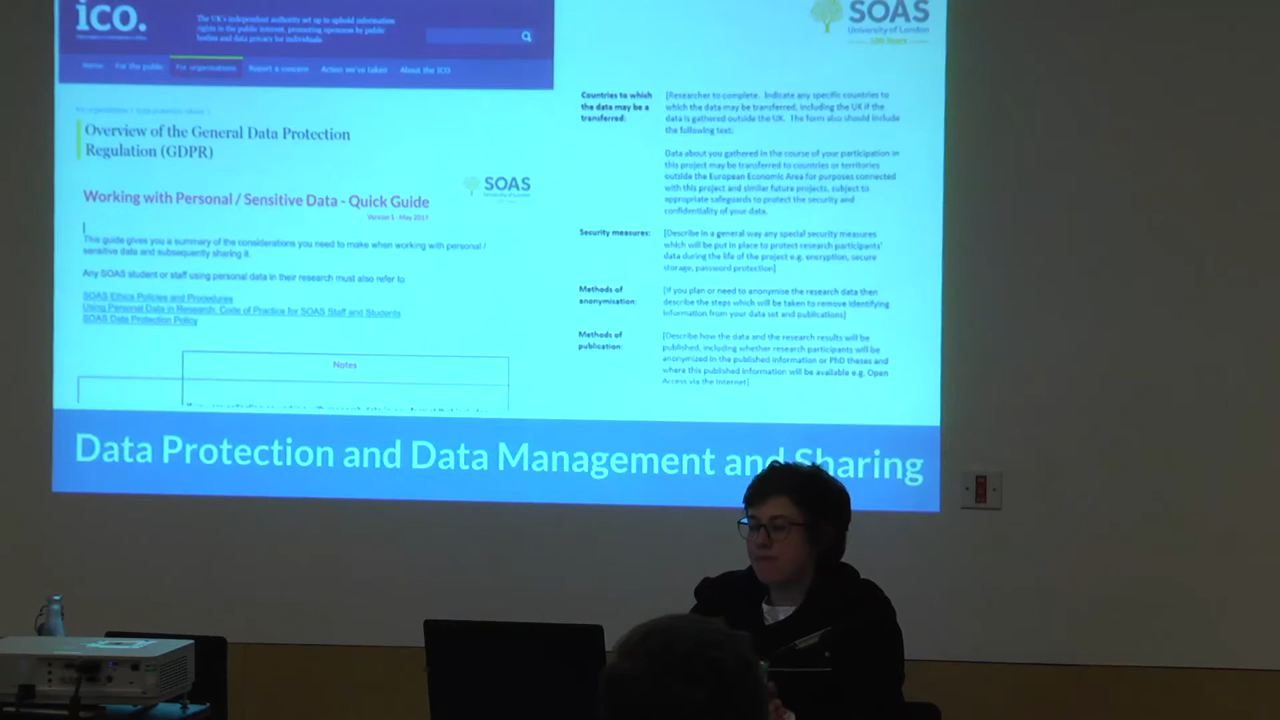 ico.
The UK's independent authority set up to uphold information
rights in the public interest, promoting openness by public
bodies and data privacy for individuals.
Home For the public For organisations Report a concern Action we've taken About the ICO
Overview of the General Data Protection
Regulation (GDPR)
SOAS
University of London
Working with Personal / Sensitive Data - Quick Guide
Version 1 - May 2017
This guide gives you a summary of the considerations you need to make when working with personal /
sensitive data and subsequently sharing it.
Any SOAS student or staff using personal data in their research must also refer to
SOAS Ethics Policies and Procedures
Using Personal Data in Research: Code of Practice for SOAS Staff and Students
SOAS Data Protection Policy
Notes
SOAS
University of London
Countries to which
the data may be a
transferred:
[Researcher to complete. Indicate any specific countries to
which the data may be transferred, including the UK if the
data is gathered outside the UK. The form also should include
the following text:
Data about you gathered in the course of your participation in
this project may be transferred to countries or territories
outside the European Economic Area for purposes connected
with this project and similar future projects, subject to
appropriate safeguards to protect the security and
confidentiality of your data.
Security measures:
[Describe in a general way any special security measures
which will be put in place to protect research participants'
data during the life of the project e.g. encryption, secure
storage, password protection]
Methods of
anonymisation:
[If you plan or need to anonymise the research data then
describe the steps which will be taken to remove identifying
information from your data set and publications]
Methods of
publication:
[Describe how the data and the research results will be
published, including whether research participants will be
anonymized in the published information or PhD theses and
where this published information will be available e.g. Open
Access via the Internet]
Data Protection and Data Management and Sharing